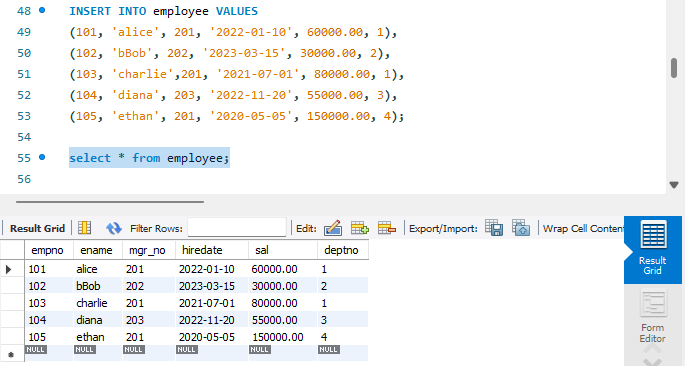 48 INSERT INTO employee VALUES
49 (101, 'alice', 201, '2022-01-10', 60000.00, 1),
50 (102, 'bBob', 202, '2023-03-15', 30000.00, 2),
51 (103, 'charlie',201, '2021-07-01', 80000.00, 1),
52 (104, 'diana', 203, '2022-11-20', 55000.00, 3),
53 (105, 'ethan', 201, '2020-05-05', 150000.00, 4);
54
55 select * from employee;
56
Result Grid Filter Rows: Edit: Export/Import: Wrap Cell Conten
empno ename mgr_no hiredate sal deptno
101 alice 201 2022-01-10 60000.00 1
102 bBob 202 2023-03-15 30000.00 2
103 charlie 201 2021-07-01 80000.00 1
104 diana 203 2022-11-20 55000.00 3
105 ethan 201 2020-05-05 150000.00 4
NULL NULL NULL NULL NULL NULL
Result
Grid
Form
Editor